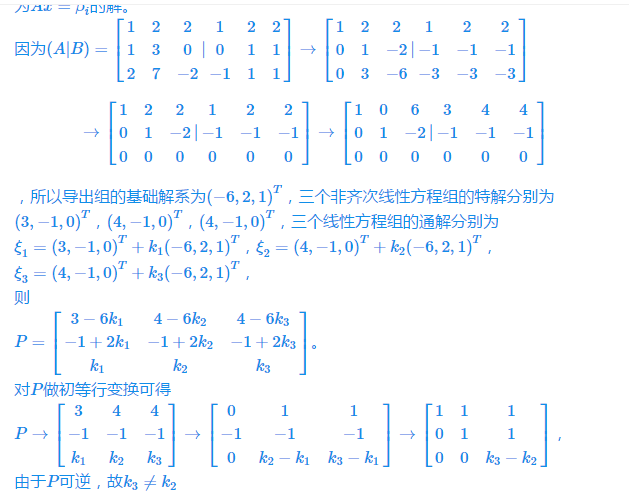 为Ax = β_i的解。
因为(A|B) = [1 2 2 1 2 2; 1 3 0 | 0 1 1; 2 7 −2 −1 1 1] → [1 2 2 1 2 2; 0 1 −2 | −1 −1 −1; 0 3 −6 −3 −3 −3]
→ [1 2 2 1 2 2; 0 1 −2 | −1 −1 −1; 0 0 0 0 0 0] → [1 0 6 3 4 4; 0 1 −2 | −1 −1 −1; 0 0 0 0 0 0]
，所以导出组的基础解系为(−6, 2, 1)^T，三个非齐次线性方程组的特解分别为
(3, −1, 0)^T，(4, −1, 0)^T，(4, −1, 0)^T，三个线性方程组的通解分别为
ξ₁ = (3, −1, 0)^T + k₁(−6, 2, 1)^T，ξ₂ = (4, −1, 0)^T + k₂(−6, 2, 1)^T，
ξ₃ = (4, −1, 0)^T + k₃(−6, 2, 1)^T，
则
P = [3 − 6k₁ 4 − 6k₂ 4 − 6k₃; −1 + 2k₁ −1 + 2k₂ −1 + 2k₃; k₁ k₂ k₃]。
对P做初等行变换可得
P → [3 4 4; −1 −1 −1; k₁ k₂ k₃] → [0 1 1; −1 −1 −1; 0 k₂ − k₁ k₃ − k₁] → [1 1 1; 0 1 1; 0 0 k₃ − k₂]，
由于P可逆，故k₃ ≠ k₂